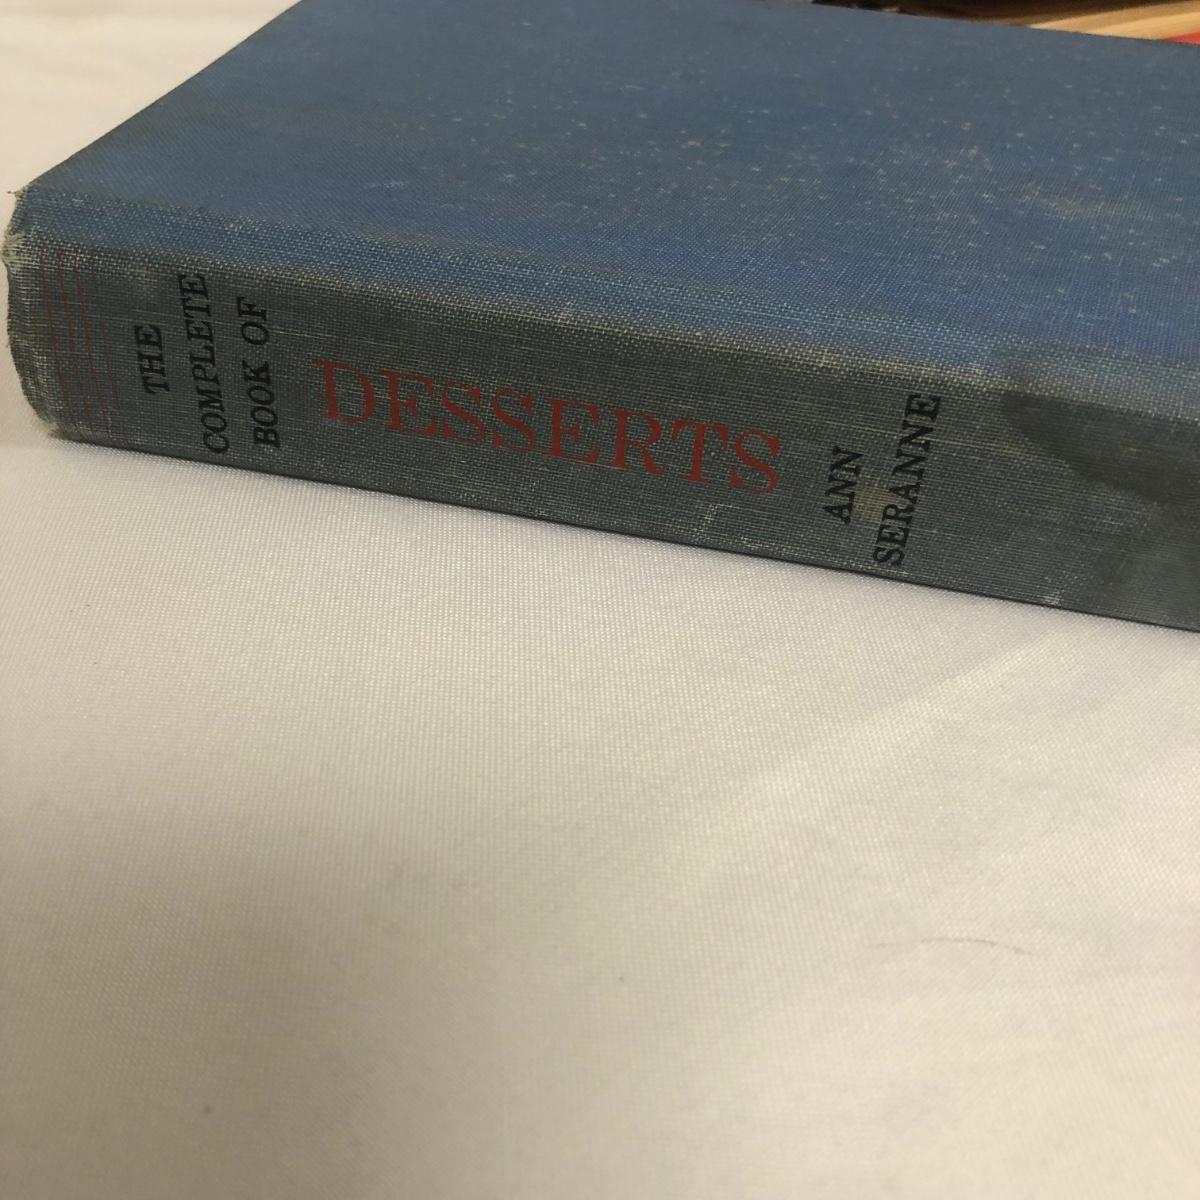 THE
COMPLETE
BOOK OF
DESSERTS
ANN
SERANNE